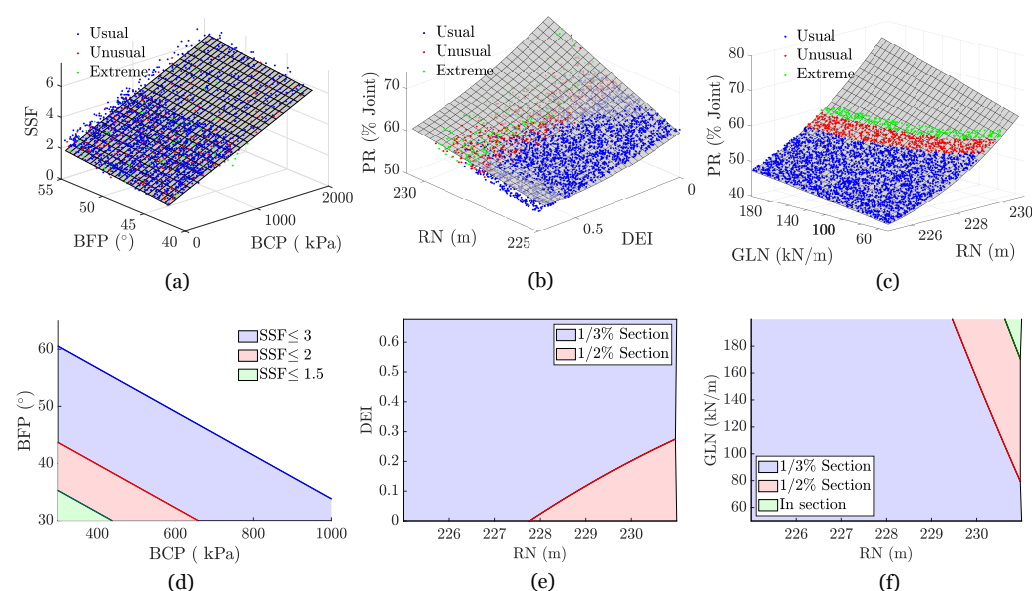 Usual
Unusual
Extreme
SSF
6
4
2
0
55
50
45
40
BFP (°)
0
1000
2000
BCP ( kPa)
(a)
Usual
Unusual
Extreme
PR (% Joint)
70
60
50
230
225
RN (m)
0.5
0
DEI
(b)
Usual
Unusual
Extreme
PR (% Joint)
80
70
60
50
40
180
140
100
60
GLN (kN/m)
226
228
230
RN (m)
(c)
SSF≤ 3
SSF≤ 2
SSF≤ 1.5
BFP (°)
60
50
40
30
400
600
800
1000
BCP ( kPa)
(d)
1/3% Section
1/2% Section
DEI
0.6
0.5
0.4
0.3
0.2
0.1
0
226
227
228
229
230
RN (m)
(e)
1/3% Section
1/2% Section
In section
GLN (kN/m)
180
160
140
120
100
80
60
226
227
228
229
230
RN (m)
(f)